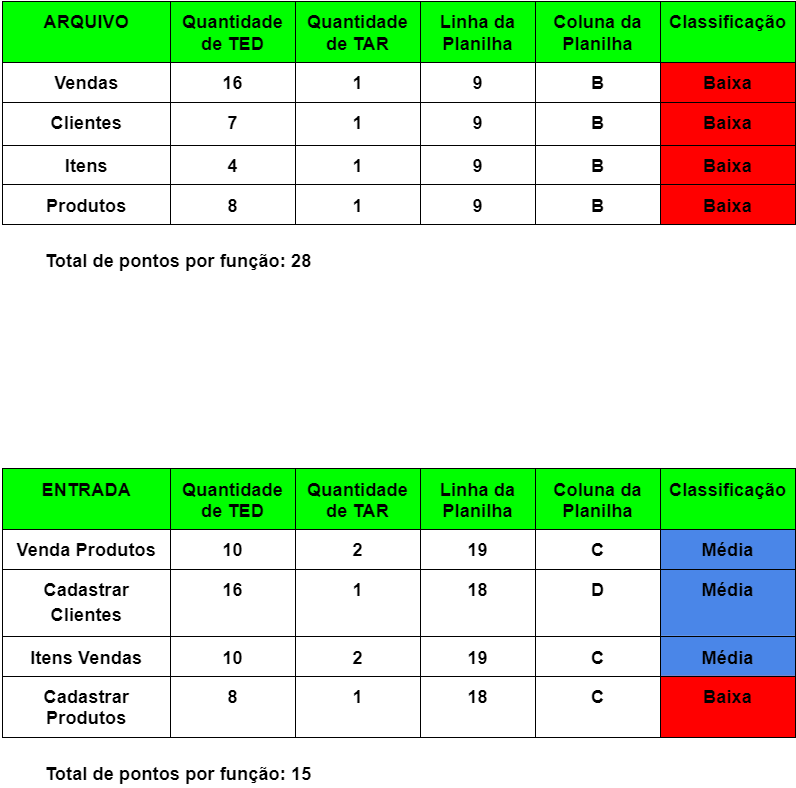 ARQUIVO Quantidade de TED Quantidade de TAR Linha da Planilha Coluna da Planilha Classificação
Vendas 16 1 9 B Baixa
Clientes 7 1 9 B Baixa
Itens 4 1 9 B Baixa
Produtos 8 1 9 B Baixa
Total de pontos por função: 28
ENTRADA Quantidade de TED Quantidade de TAR Linha da Planilha Coluna da Planilha Classificação
Venda Produtos 10 2 19 C Média
Cadastrar Clientes 16 1 18 D Média
Itens Vendas 10 2 19 C Média
Cadastrar Produtos 8 1 18 C Baixa
Total de pontos por função: 15